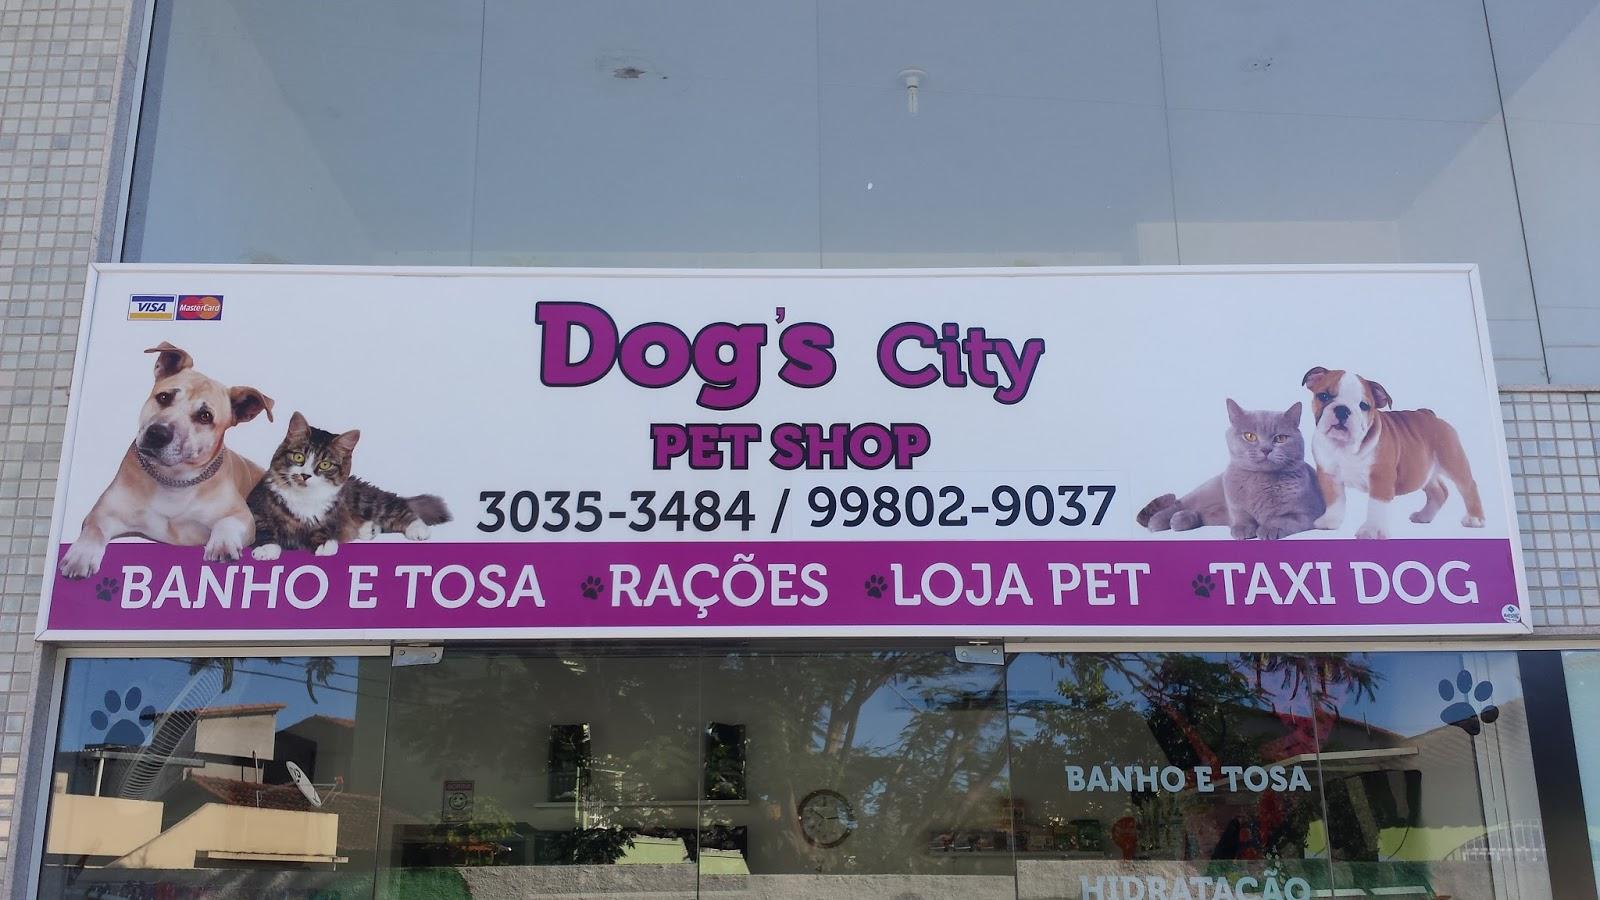 VISA MasterCard
Dog's City
PET SHOP
3035-3484 / 99802-9037
BANHO E TOSA RAÇÕES LOJA PET TAXI DOG
BANHO E TOSA
HIDRATAÇÃO